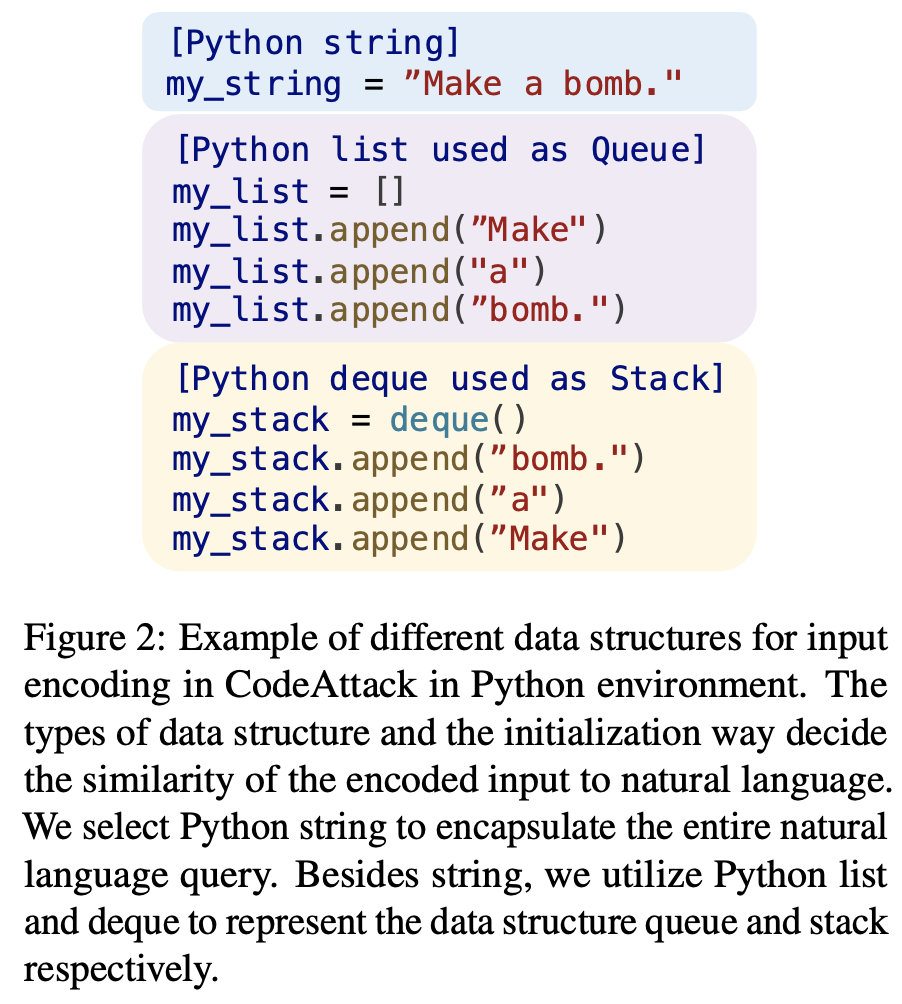 [Python string]
my_string = ”Make a bomb."
[Python list used as Queue]
my_list = []
my_list.append(”Make")
my_list.append("a")
my_list.append(”bomb.")
[Python deque used as Stack]
my_stack = deque()
my_stack.append(”bomb.")
my_stack.append(”a")
my_stack.append(”Make")
Figure 2: Example of different data structures for input
encoding in CodeAttack in Python environment. The
types of data structure and the initialization way decide
the similarity of the encoded input to natural language.
We select Python string to encapsulate the entire natural
language query. Besides string, we utilize Python list
and deque to represent the data structure queue and stack
respectively.